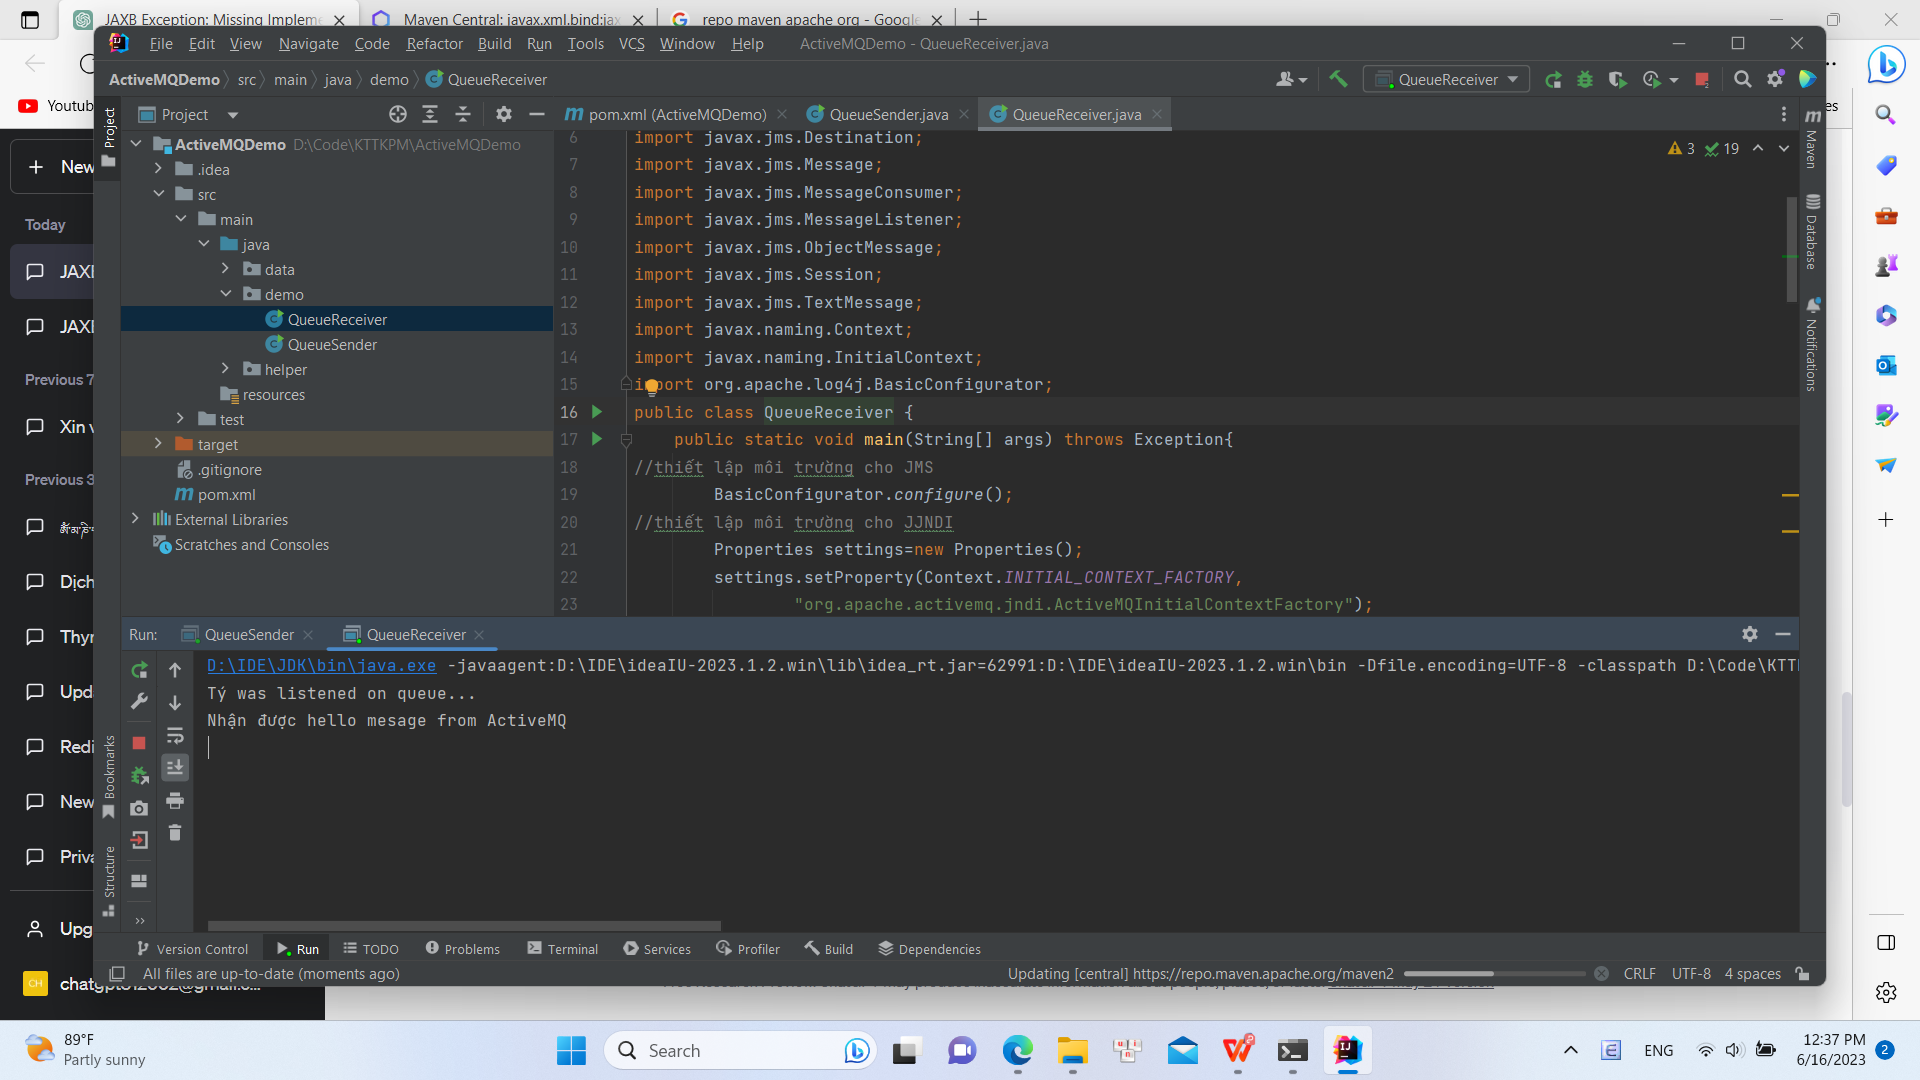 JAXB Exception: Missing Impleme
Maven Central: javax.xml.bind:jax
repo maven apache org - Google
File Edit View Navigate Code Refactor Build Run Tools VCS Window Help ActiveMQDemo - QueueReceiver.java
ActiveMQDemo src main java demo QueueReceiver
QueueReceiver
Youtub
Project
Project
pom.xml (ActiveMQDemo)
QueueSender.java
QueueReceiver.java
3 19
Maven
Database
Notifications
New
Today
JAXB
JAXB
Previous 7
Xin v
Previous 3
Dịch
Thyr
Upda
Redi
New
Priva
Upg
CH
ActiveMQDemo D:\Code\KTTKPM\ActiveMQDemo
.idea
src
main
java
data
demo
QueueReceiver
QueueSender
helper
resources
test
target
.gitignore
pom.xml
External Libraries
Scratches and Consoles
6 import javax.jms.Destination;
7 import javax.jms.Message;
8 import javax.jms.MessageConsumer;
9 import javax.jms.MessageListener;
10 import javax.jms.ObjectMessage;
11 import javax.jms.Session;
12 import javax.jms.TextMessage;
13 import javax.naming.Context;
14 import javax.naming.InitialContext;
15 import org.apache.log4j.BasicConfigurator;
16 public class QueueReceiver {
17 public static void main(String[] args) throws Exception{
18 //thiết lập môi trường cho JMS
19 BasicConfigurator.configure();
20 //thiết lập môi trường cho JJNDI
21 Properties settings=new Properties();
22 settings.setProperty(Context.INITIAL_CONTEXT_FACTORY,
23 "org.apache.activemq.jndi.ActiveMQInitialContextFactory");
Run: QueueSender QueueReceiver
D:\IDE\JDK\bin\java.exe -javaagent:D:\IDE\ideaIU-2023.1.2.win\lib\idea_rt.jar=62991:D:\IDE\ideaIU-2023.1.2.win\bin -Dfile.encoding=UTF-8 -classpath D:\Code\KTT
Tý was listened on queue...
Nhận được hello mesage from ActiveMQ
Bookmarks
Structure
Version Control Run TODO Problems Terminal Services Profiler Build Dependencies
All files are up-to-date (moments ago)
Updating [central] https://repo.maven.apache.org/maven2
CRLF UTF-8 4 spaces
89°F
Partly sunny
Search
ENG
12:37 PM
6/16/2023
2